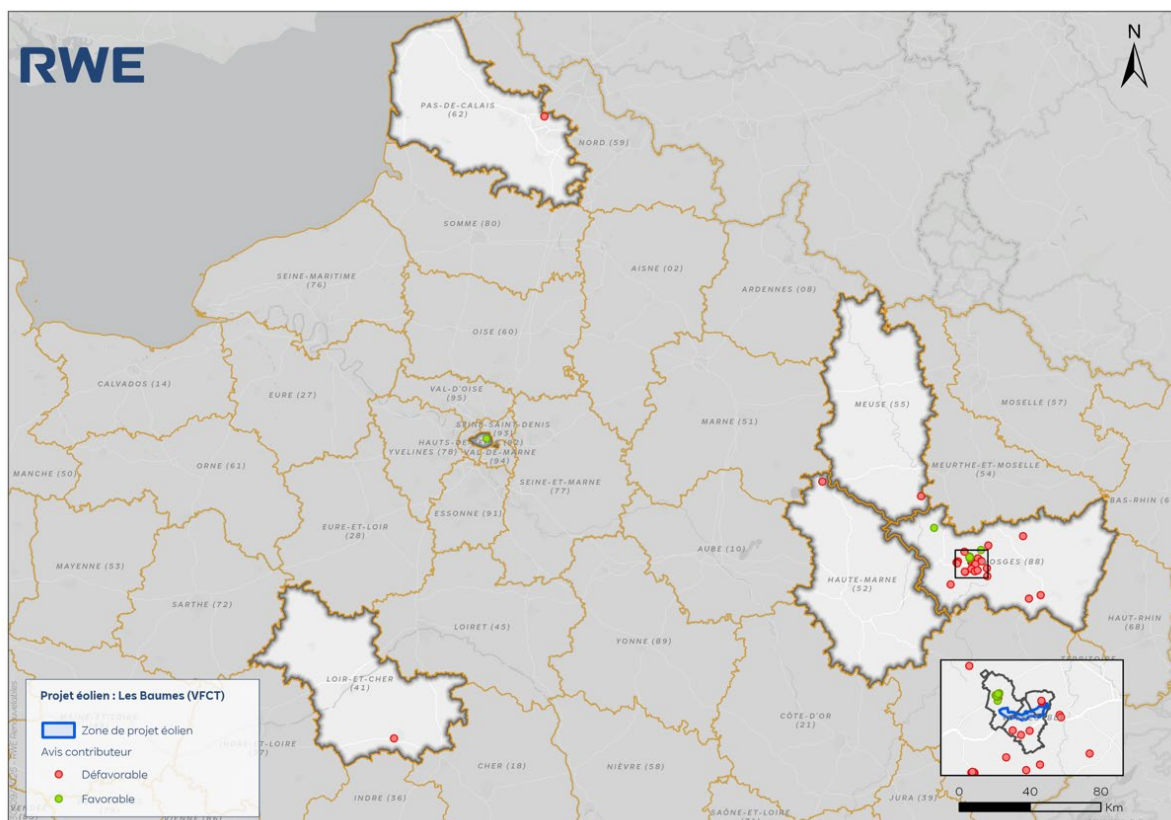 RWE
N
PAS-DE-CALAIS
(62)
NORD (59)
SOMME (80)
SEINE-MARITIME
(76)
AISNE (02)
ARDENNES (08)
OISE (60)
CALVADOS (14)
EURE (27)
VAL-D'OISE
(95)
MEUSE (55)
MOSELLE (57)
SEINE-SAINT-DENIS
(93)
MARNE (51)
MANCHE (50)
ORNE (61)
YVELINES (78)
VAL-DE-MARNE
(94)
MEURTHE-ET-MOSELLE
(54)
SEINE-ET-MARNE
(77)
ESSONNE (91)
EURE-ET-LOIR
(28)
AUBE (10)
MAYENNE (53)
HAUTE-MARNE
(52)
SARTHE (72)
LOIRET (45)
YONNE (89)
HAUT-RHIN
(68)
LOIR-ET-CHER
(41)
CÔTE-D'OR
(21)
CHER (18)
NIÈVRE (58)
INDRE (36)
JURA (39)
SAÔNE-ET-LOIRE
Projet éolien : Les Baumes (VFCT)
Zone de projet éolien
Avis contributeur
Défavorable
Favorable
0 40 80
Km